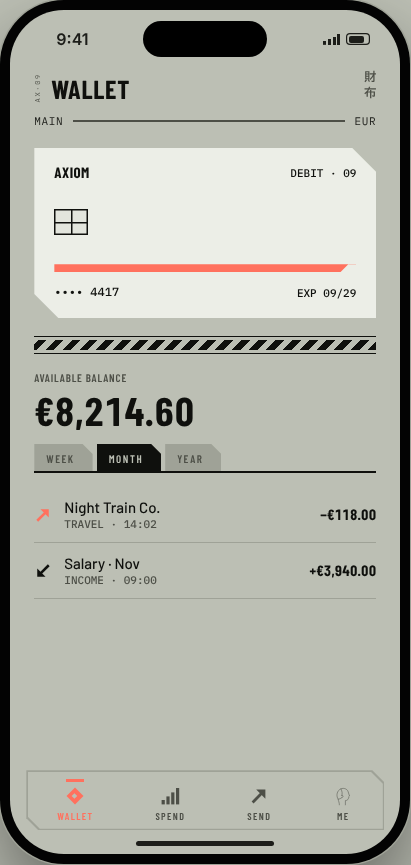 9:41
AX·09
WALLET
財布
MAIN
EUR
AXIOM
DEBIT · 09
•••• 4417
EXP 09/29
AVAILABLE BALANCE
€8,214.60
WEEK
MONTH
YEAR
Night Train Co.
TRAVEL · 14:02
−€118.00
Salary · Nov
INCOME · 09:00
+€3,940.00
WALLET
SPEND
SEND
ME